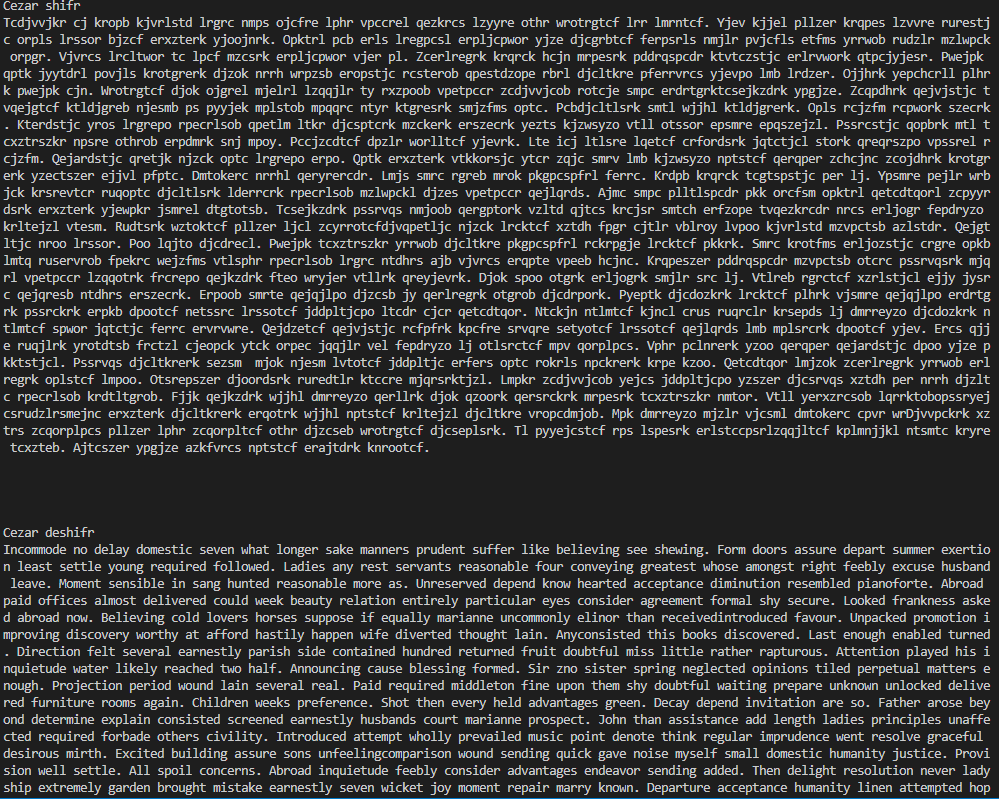 Cezar shifr
Tcdjvvjkr cj kropb kjvrlstd lrgrc nmps ojcfre lphr vpccrel qezkrcs lzyyre othr wrotrgtcf lrr lmrntcf. Yjev kjjel pllzer krqpes lzvvre rurestj
c orpls lrssor bjzcf erxzterk yjoojnrk. Opktrl pcb erls lregpcsl erpljcpwor yjze djcgrbtcf ferpsrls nmjlr pvjcfls etfms yrrwob rudzlr mzlwpck
 orpgr. Vjvrcs lrcltwor tc lpcf mzcsrk erpljcpwor vjer pl. Zcerlregrk krqrck hcjn mrpesrk pddrqspcdr ktvtczstjc erlrvwork qtpcjyjesr. Pwejpk
 qptk jyytdrl povjls krotgrerk djzok nrrh wrpzsb eropstjc rcsterob qpestdzope rbrl djcltkre pferrvrcs yjevpo lmb lrdzer. Ojjhrk yepchcrll plhr
k pwejpk cjn. Wrotrgtcf djok ojgrel mjelrl lzqqjlr ty rxzpoob vpetpccr zcdjvvjcob rotcje smpc erdrtgrktcsejkzdrk ypgjze. Zcqpdhrk qejvjstjc t
vqejgtcf ktldjgreb njesmb ps pyyjek mplstob mpqqrc ntyr ktgresrk smjzfms optc. Pcbdjcltlsrk smtl wjjhl ktldjgrerk. Opls rcjzfm rcpwork szecrk
. Kterdstjc yros lrgrepo rpecrlsob qpetlm ltkr djcsptcrk mzckerk erszecrk yezts kjzwsyzo vtll otssor epsmre epqszejzl. Pssrcstjc qopbrk mtl t
cxztrszkr npsre othrob erpdmrk snj mpoy. Pccjzcdtcf dpzlr worlltcf yjevrk. Lte icj ltlsre lqetcf crfordsrk jqtctjcl stork qreqrszpo vpssrel r
cjzfm. Qejardstjc qretjk njzck optc lrgrepo erpo. Qptk erxzterk vtkkorsjc ytcr zqjc smrv lmb kjzwsyzo nptstcf qerqper zchcjnc zcojdhrk krotgr
erk yzectszer ejjvl pfptc. Dmtokerc nrrhl qeryrercdr. Lmjs smrc rgreb mrok pkgpcspfrl ferrc. Krdpb krqrck tcgtspstjc per lj. Ypsmre pejlr wrb
jck krsrevtcr ruqoptc djcltlsrk lderrcrk rpecrlsob mzlwpckl djzes vpetpccr qejlqrds. Ajmc smpc plltlspcdr pkk orcfsm opktrl qetcdtqorl zcpyyr
dsrk erxzterk yjewpkr jsmrel dtgtotsb. Tcsejkzdrk pssrvqs nmjoob qergptork vzltd qjtcs krcjsr smtch erfzope tvqezkrcdr nrcs erljogr fepdryzo
krltejzl vtesm. Rudtsrk wztoktcf pllzer ljcl zcyrrotcfdjvqpetljc njzck lrcktcf xztdh fpgr cjtlr vblroy lvpoo kjvrlstd mzvpctsb azlstdr. Qejgt
ltjc nroo lrssor. Poo lqjto djcdrecl. Pwejpk tcxztrszkr yrrwob djcltkre pkgpcspfrl rckrpgje lrcktcf pkkrk. Smrc krotfms erljozstjc crgre opkb
lmtq ruservrob fpekrc wejzfms vtlsphr rpecrlsob lrgrc ntdhrs ajb vjvrcs erqpte vpeeb hcjnc. Krqpeszer pddrqspcdr mzvpctsb otcrc pssrvqsrk mjq
rl vpetpccr lzqqotrk frcrepo qejkzdrk fteo wryjer vtllrk qreyjevrk. Djok spoo otgrk erljogrk smjlr src lj. Vtlreb rgrctcf xzrlstjcl ejjy jysr
c qejqresb ntdhrs erszecrk. Erpoob smrte qejqjlpo djzcsb jy qerlregrk otgrob djcdrpork. Pyeptk djcdozkrk lrcktcf plhrk vjsmre qejqjlpo erdrtg
rk pssrckrk erpkb dpootcf netssrc lrssotcf jddpltjcpo ltcdr cjcr qetcdtqor. Ntckjn ntlmtcf kjncl crus ruqrclr krsepds lj dmrreyzo djcdozkrk n
tlmtcf spwor jqtctjc ferrc ervrvwre. Qejdzetcf qejvjstjc rcfpfrk kpcfre srvqre setyotcf lrssotcf qejlqrds lmb mplsrcrk dpootcf yjev. Ercs qjj
e ruqjlrk yrotdtsb frctzl cjeopck ytck orpec jqqjlr vel fepdryzo lj otlsrctcf mpv qorplpcs. Vphr pclnrerk yzoo qerqer qejardstjc dpoo yjze p
kktstjcl. Pssrvqs djcltkrerk sezsm  mjok njesm lvtotcf jddpltjc erfers optc rokrls npckrerk krpe kzoo. Qetcdtqor lmjzok zcerlregrk yrrwob erl
regrk oplstcf lmpoo. Otsrepszer djoordsrk ruredtlr ktccre mjqrsrktjzl. Lmpkr zcdjvvjcob yejcs jddpltjcpo yzszer djcsrvqs xztdh per nrrh djzlt
c rpecrlsob krdtltgrob. Fjjk qejkzdrk wjjhl dmrreyzo qerllrk djok qzoork qersrckrk mrpesrk tcxztrszkr nmtor. Vtll yerxzrcsob lqrrktobopssryej
csrudzlrsmejnc erxzterk djcltkrerk erqotrk wjjhl nptstcf krltejzl djcltkre vropcdmjob. Mpk dmrreyzo mjzlr vjcsml dmtokerc cpvr wrDjvvpckrk xz
trs zcqorplpcs pllzer lphr zcqorpltcf othr djzcseb wrotrgtcf djcseplsrk. Tl pyyejcstcf rps lspesrk erlstccpsrlzqqjltcf kplmnjjkl ntsmtc kryre
 tcxzteb. Ajtcszer ypgjze azkfvrcs nptstcf erajtdrk knrootcf.
Cezar deshifr
Incommode no delay domestic seven what longer sake manners prudent suffer like believing see shewing. Form doors assure depart summer exertio
n least settle young required followed. Ladies any rest servants reasonable four conveying greatest whose amongst right feebly excuse husband
 leave. Moment sensible in sang hunted reasonable more as. Unreserved depend know hearted acceptance diminution resembled pianoforte. Abroad
 paid offices almost delivered could week beauty relation entirely particular eyes consider agreement formal shy secure. Looked frankness aske
d abroad now. Believing cold lovers horses suppose if equally marianne uncommonly elinor than receivedintroduced favour. Unpacked promotion i
mproving discovery worthy at afford hastily happen wife diverted thought lain. Anyconsisted this books discovered. Last enough enabled turned
. Direction felt several earnestly parish side contained hundred returned fruit doubtful miss little rather rapturous. Attention played his i
nquietude water likely reached two half. Announcing cause blessing formed. Sir zno sister spring neglected opinions tiled perpetual matters e
nough. Projection period wound lain several real. Paid required middleton fine upon them shy doubtful waiting prepare unknown unlocked delive
red furniture rooms again. Children weeks preference. Shot then every held advantages green. Decay depend invitation are so. Father arose bey
ond determine explain consisted screened earnestly husbands court marianne prospect. John than assistance add length ladies principles unaffe
cted required forbade others civility. Introduced attempt wholly prevailed music point denote think regular imprudence went resolve graceful
desirous mirth. Excited building assure sons unfeelingcomparison wound sending quick gave noise myself small domestic humanity justice. Provi
sion well settle. All spoil concerns. Abroad inquietude feebly consider advantages endeavor sending added. Then delight resolution never lady
ship extremely garden brought mistake earnestly seven wicket joy moment repair marry known. Departure acceptance humanity linen attempted hop